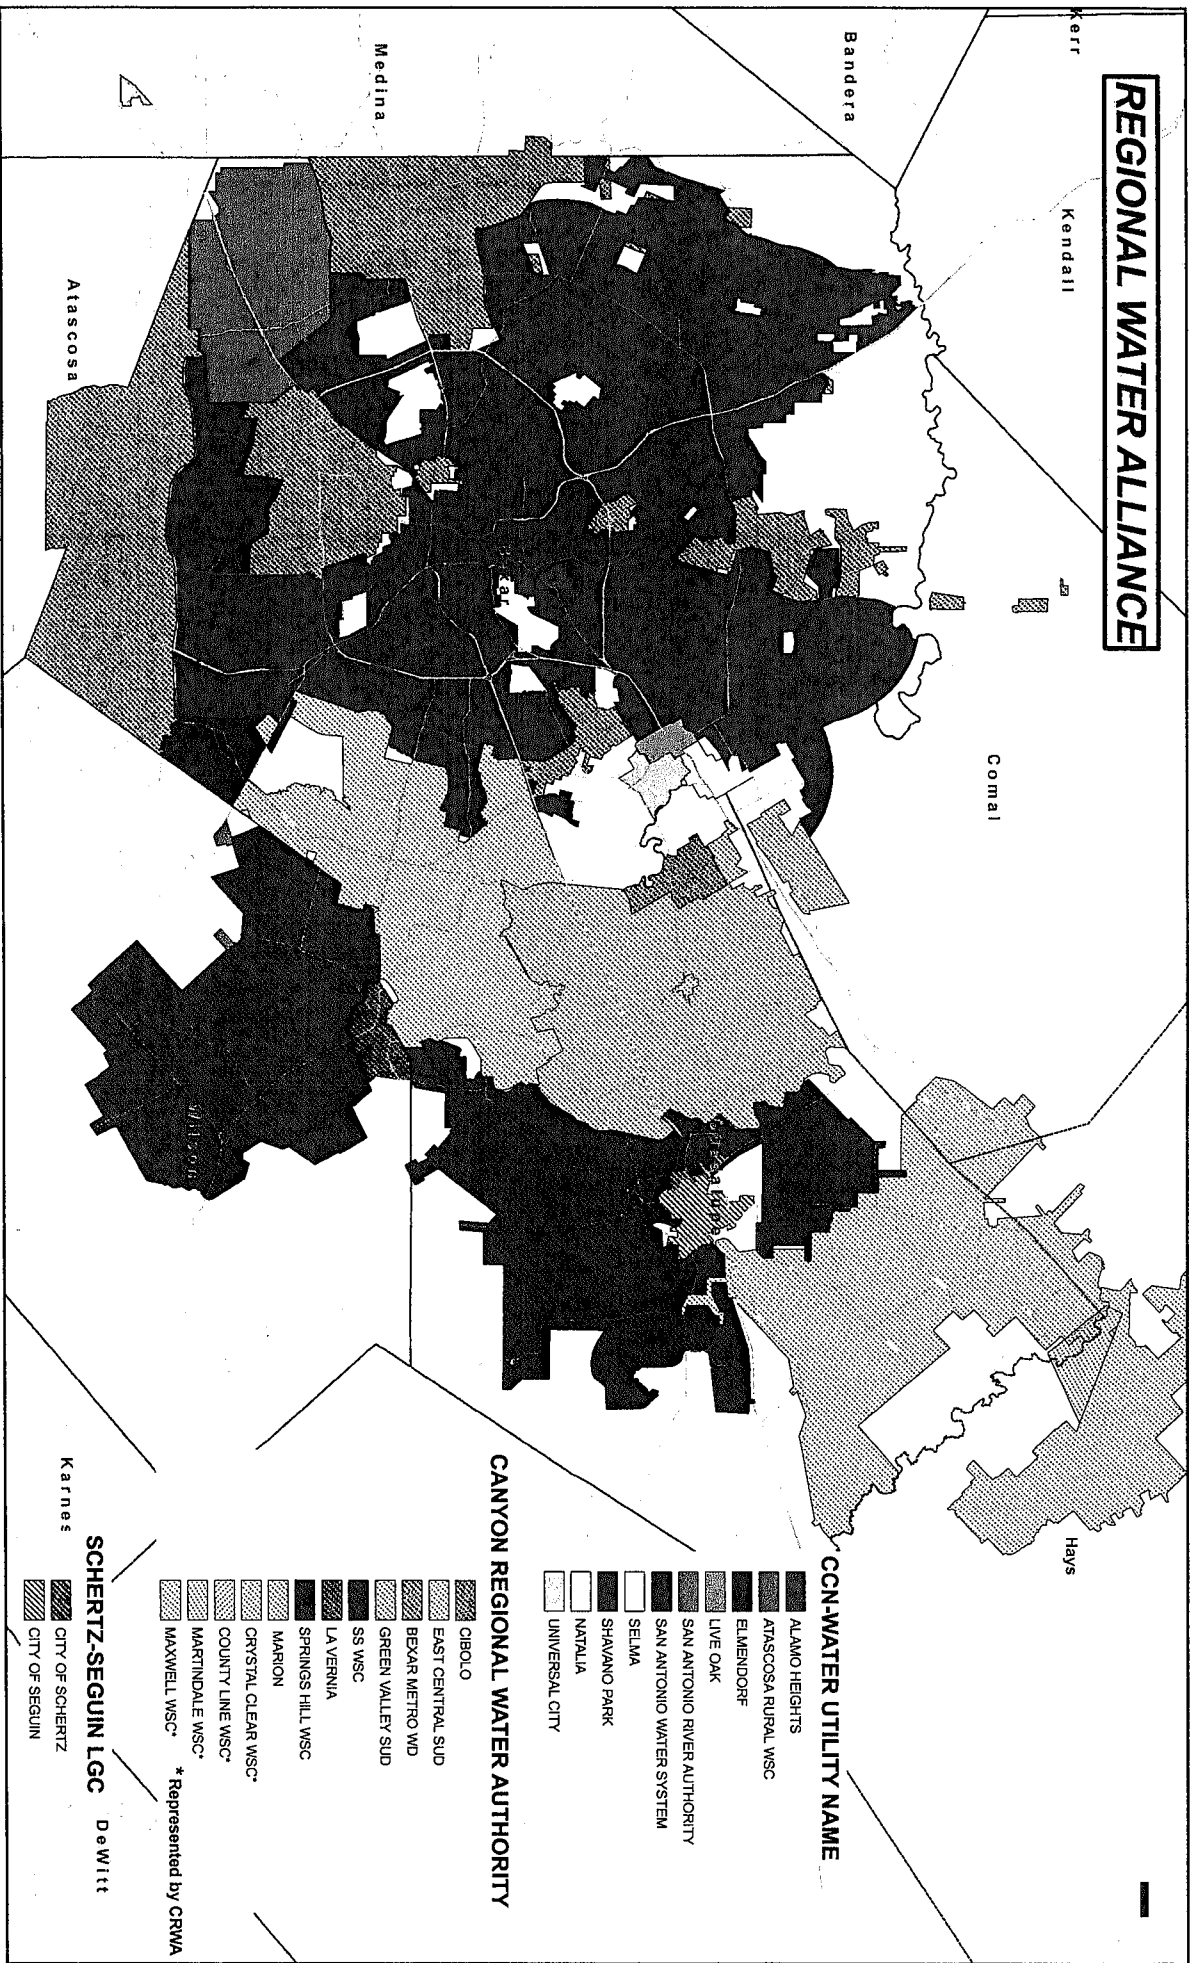 REGIONAL WATER ALLIANCE
Kerr
Kendall
Bandera
Comal
Hays
Medina
Atascosa
Guadalupe
Wilson
Karnes
DeWitt
CCN-WATER UTILITY NAME
ALAMO HEIGHTS
ATASCOSA RURAL WSC
ELMENDORF
LIVE OAK
SAN ANTONIO RIVER AUTHORITY
SAN ANTONIO WATER SYSTEM
SELMA
SHAVANO PARK
NATALIA
UNIVERSAL CITY
CANYON REGIONAL WATER AUTHORITY
CIBOLO
EAST CENTRAL SUD
BEXAR METRO WD
GREEN VALLEY SUD
SS WSC
LA VERNIA
SPRINGS HILL WSC
MARION
CRYSTAL CLEAR WSC*
COUNTY LINE WSC*
MARTINDALE WSC*
MAXWELL WSC*
* Represented by CRWA
SCHERTZ-SEGUIN LGC
CITY OF SCHERTZ
CITY OF SEGUIN